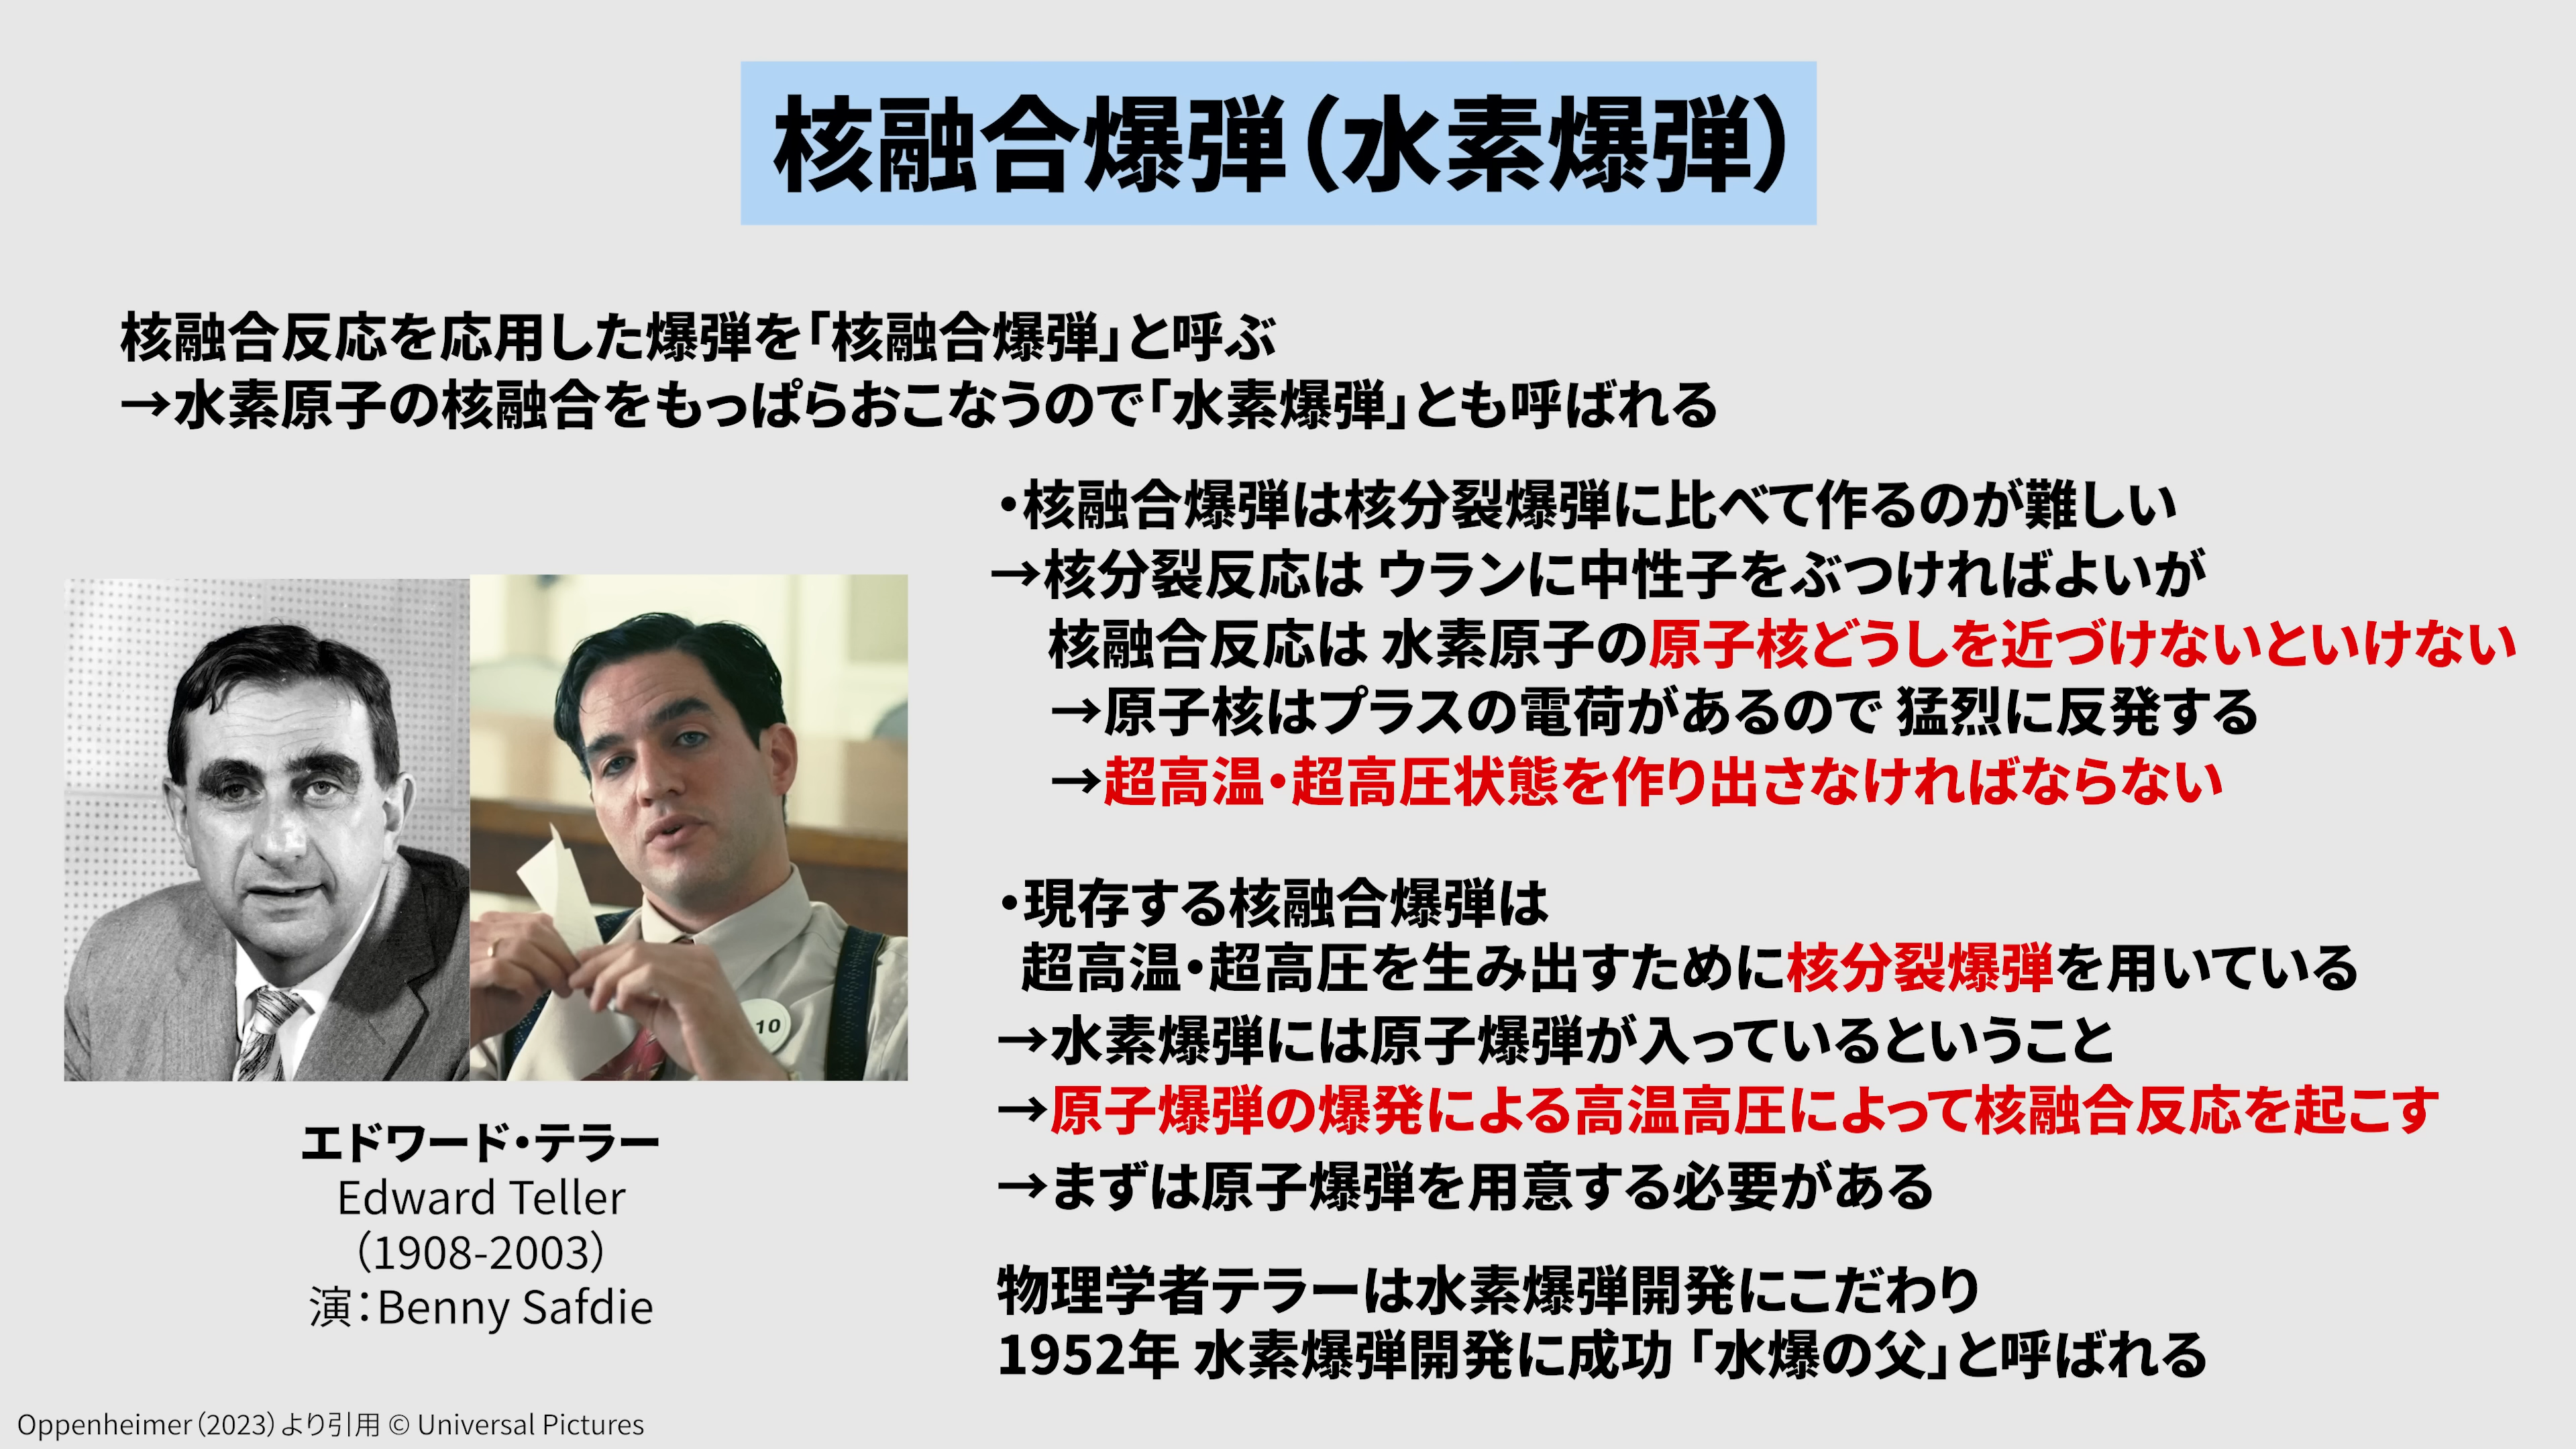 核融合爆弾（水素爆弾）
核融合反応を応用した爆弾を「核融合爆弾」と呼ぶ
→水素原子の核融合をもっぱらおこなうので「水素爆弾」とも呼ばれる
・核融合爆弾は核分裂爆弾に比べて作るのが難しい
→核分裂反応は ウランに中性子をぶつければよいが
核融合反応は 水素原子の原子核どうしを近づけないといけない
→原子核はプラスの電荷があるので 猛烈に反発する
→超高温・超高圧状態を作り出さなければならない
・現存する核融合爆弾は
超高温・超高圧を生み出すために核分裂爆弾を用いている
→水素爆弾には原子爆弾が入っているということ
→原子爆弾の爆発による高温高圧によって核融合反応を起こす
→まずは原子爆弾を用意する必要がある
物理学者テラーは水素爆弾開発にこだわり
1952年 水素爆弾開発に成功 「水爆の父」と呼ばれる
10
エドワード・テラー
Edward Teller
（1908-2003）
演：Benny Safdie
Oppenheimer（2023）より引用 © Universal Pictures